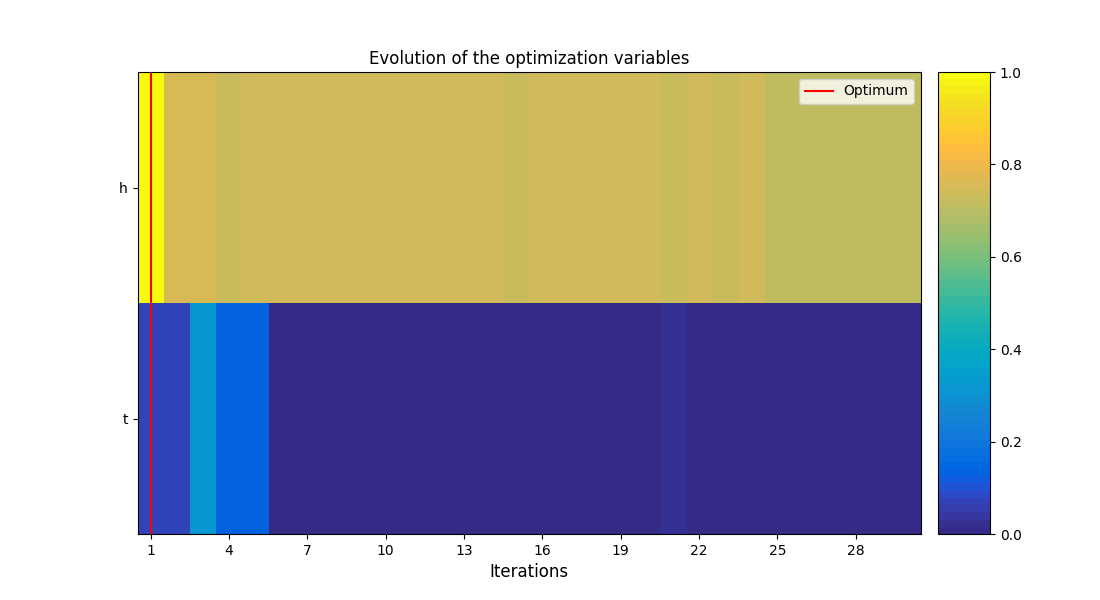 Evolution of the optimization variables
Optimum
h
t
1 4 7 10 13 16 19 22 25 28
Iterations
1.0
0.8
0.6
0.4
0.2
0.0